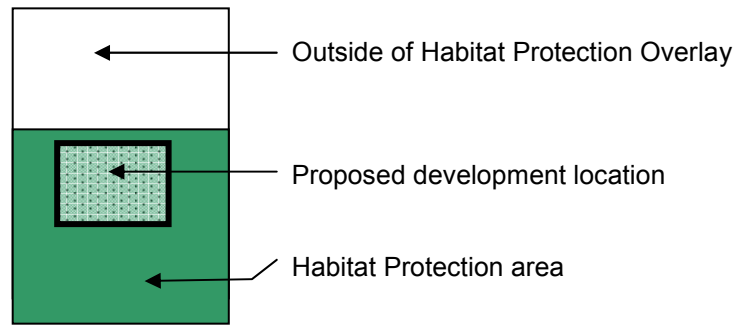 Outside of Habitat Protection Overlay
Proposed development location
Habitat Protection area